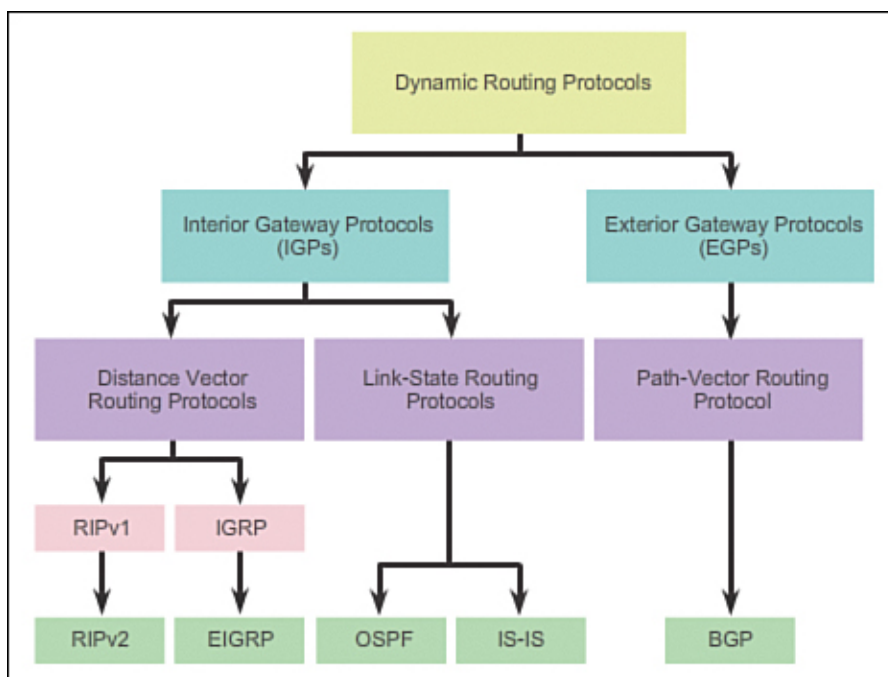 Dynamic Routing Protocols
Interior Gateway Protocols
(IGPs)
Exterior Gateway Protocols
(EGPs)
Distance Vector
Routing Protocols
Link-State Routing
Protocols
Path-Vector Routing
Protocol
RIPv1
IGRP
RIPv2
EIGRP
OSPF
IS-IS
BGP